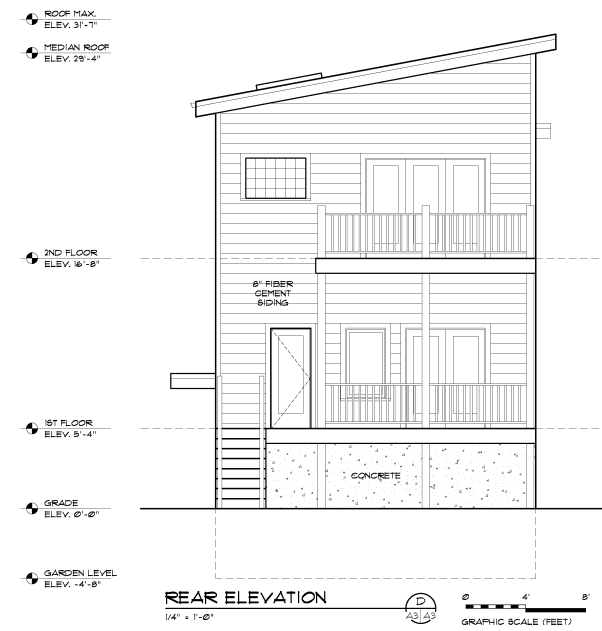 ROOF MAX.
ELEV. 31'-7"
MEDIAN ROOF
ELEV. 29'-4"
2ND FLOOR
ELEV. 16'-8"
8" FIBER
CEMENT
SIDING
1ST FLOOR
ELEV. 5'-4"
CONCRETE
GRADE
ELEV. 0'-0"
GARDEN LEVEL
ELEV. -4'-8"
REAR ELEVATION
1/4" = 1'-0"
D
A3 A3
0 4' 8'
GRAPHIC SCALE (FEET)